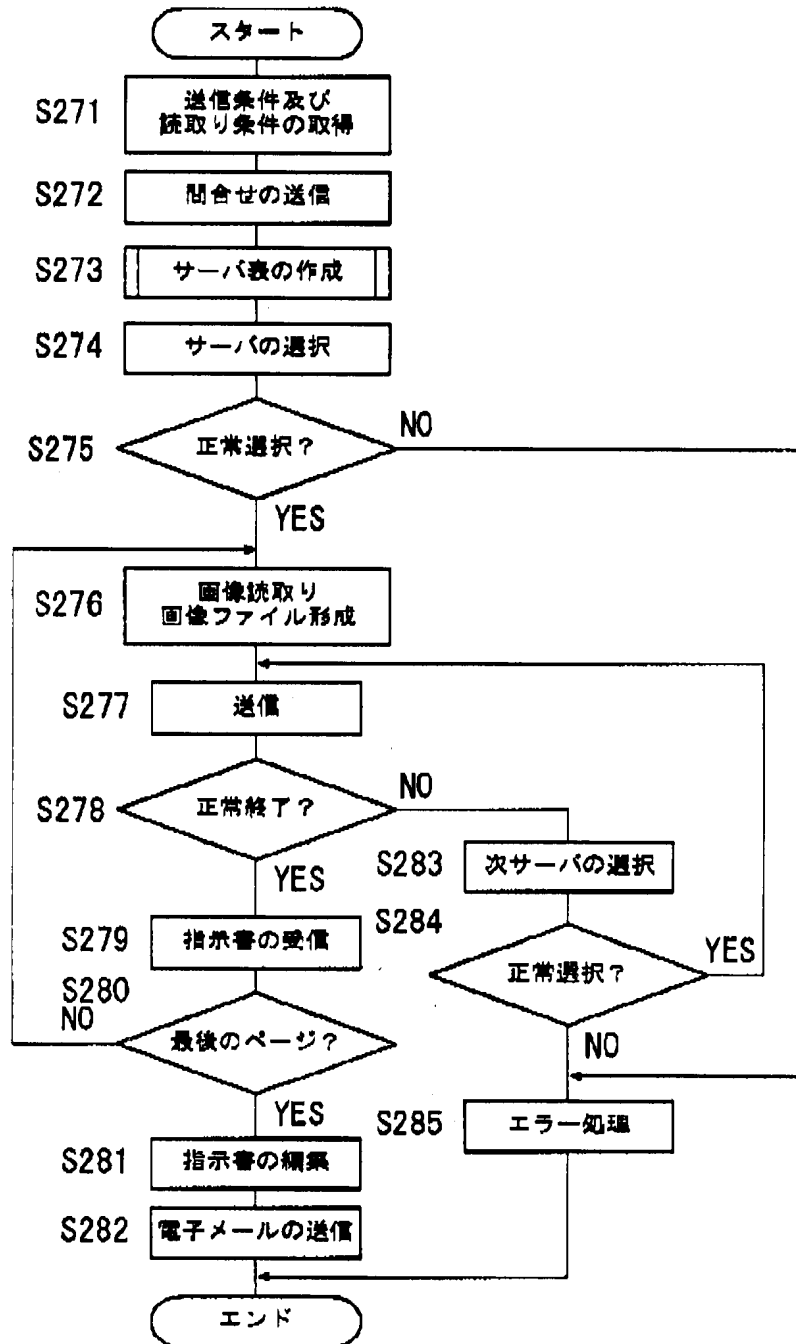 スタート
S271
送信条件及び
読取り条件の取得
S272
問合せの送信
S273
サーバ表の作成
S274
サーバの選択
S275
正常選択?
NO
YES
S276
画像読取り
画像ファイル形成
S277
送信
S278
正常終了?
NO
YES
S283
次サーバの選択
S279
指示書の受信
S284
正常選択?
YES
NO
S280
NO
最後のページ?
YES
S285
エラー処理
S281
指示書の編集
S282
電子メールの送信
エンド